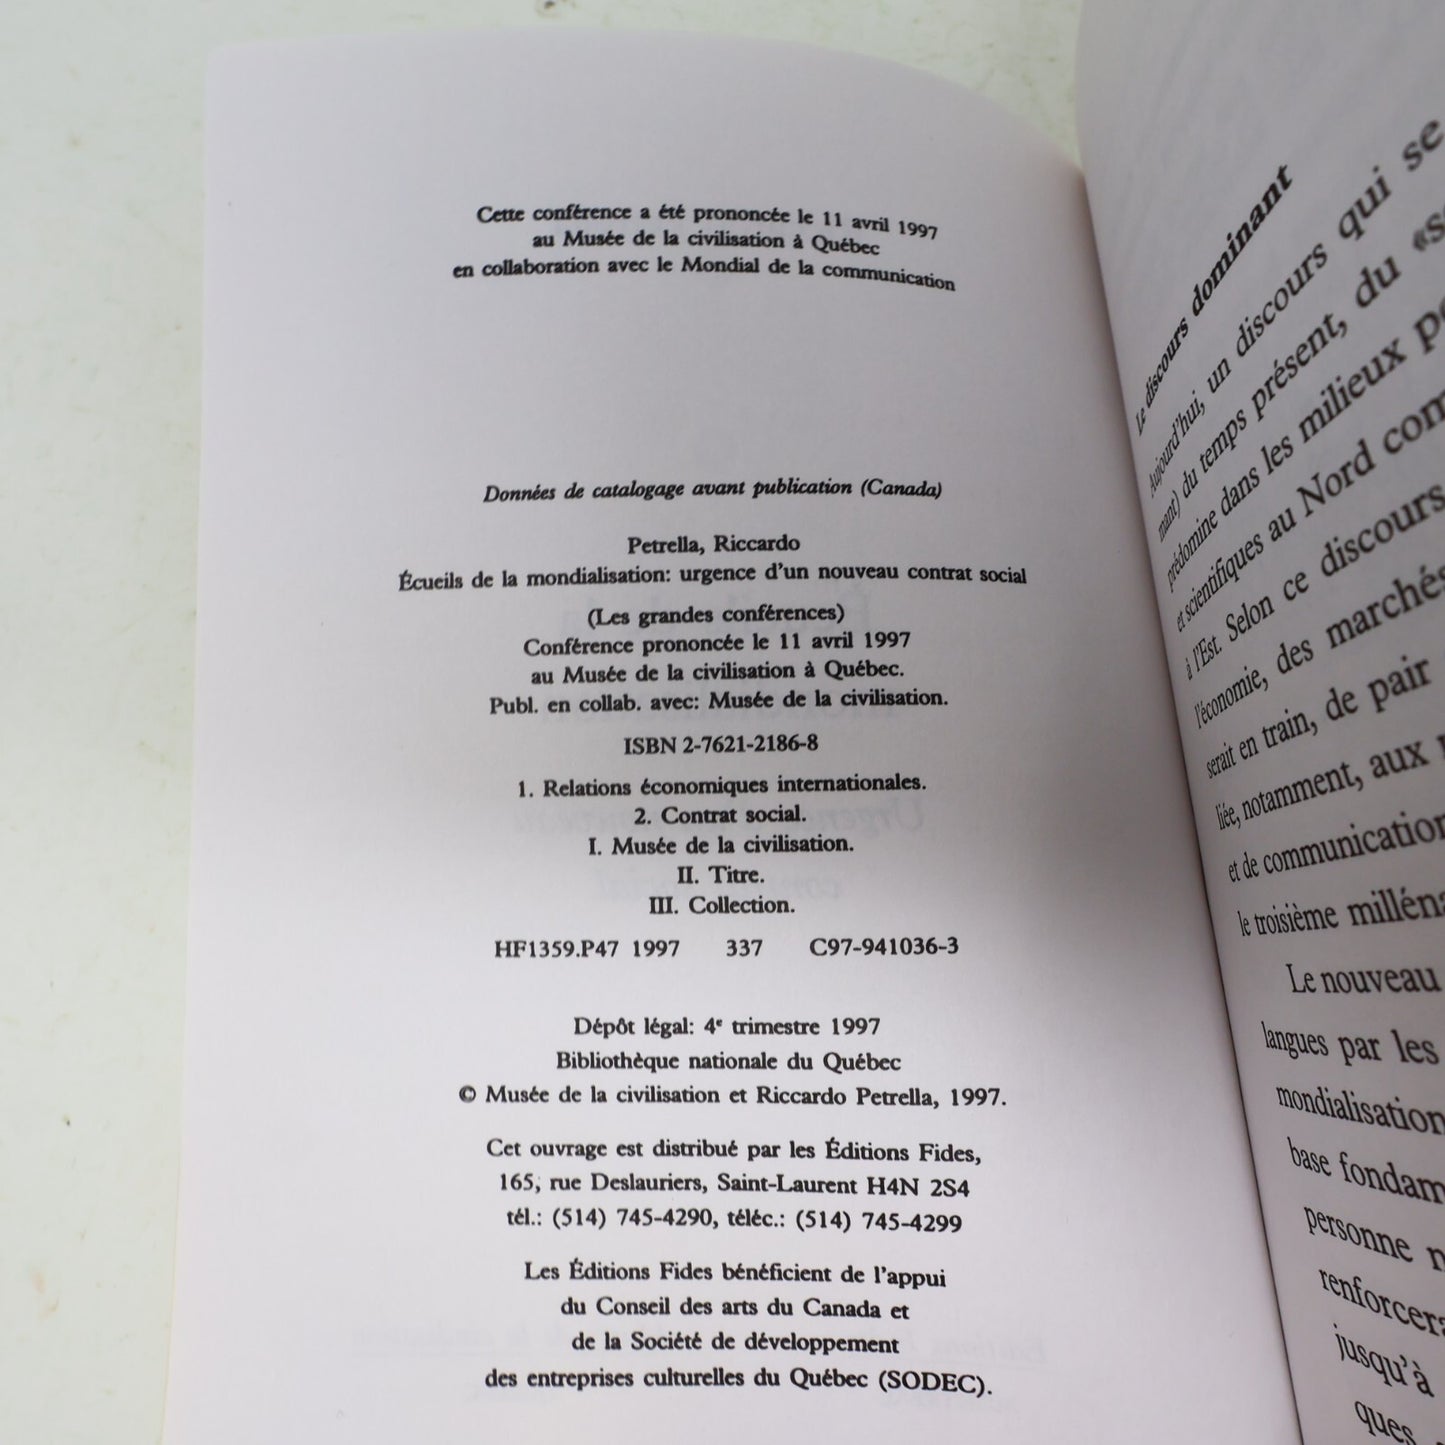 Cette conférence a été prononcée le 11 avril 1997
au Musée de la civilisation à Québec
en collaboration avec le Mondial de la communication
Données de catalogage avant publication (Canada)
Petrella, Riccardo
Écueils de la mondialisation: urgence d'un nouveau contrat social
(Les grandes conférences)
Conférence prononcée le 11 avril 1997
au Musée de la civilisation à Québec.
Publ. en collab. avec: Musée de la civilisation.
ISBN 2-7621-2186-8
1. Relations économiques internationales.
2. Contrat social.
I. Musée de la civilisation.
II. Titre.
III. Collection.
HF1359.P47 1997 337 C97-941036-3
Dépôt légal: 4e trimestre 1997
Bibliothèque nationale du Québec
© Musée de la civilisation et Riccardo Petrella, 1997.
Cet ouvrage est distribué par les Éditions Fides,
165, rue Deslauriers, Saint-Laurent H4N 2S4
tél.: (514) 745-4290, téléc.: (514) 745-4299
Les Éditions Fides bénéficient de l'appui
du Conseil des arts du Canada et
de la Société de développement
des entreprises culturelles du Québec (SODEC).
Le discours dominant
Aujourd'hui, un discours qui se
mant) du temps présent, du
prédomine dans les milieux
et scientifiques au Nord
à l'Est. Selon ce discours
l'économie, des marchés
serait en train, de pair
liée, notamment, aux
et de communication
le troisième
Le nouveau
langues par les
mondialisation
base
personne
jusqu'à
ques